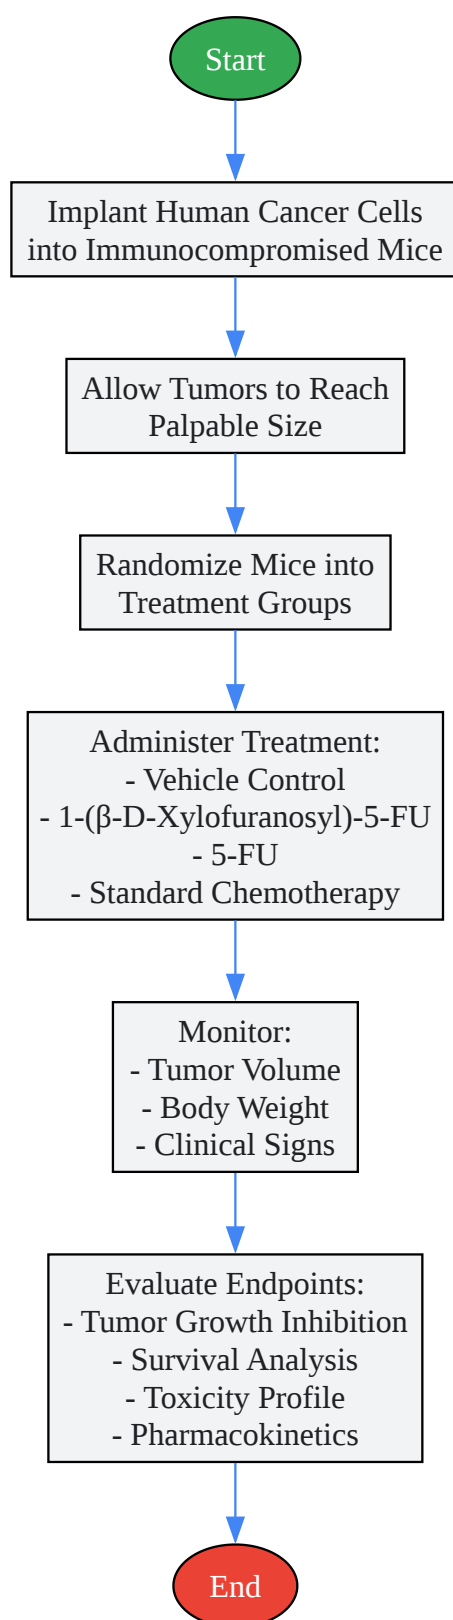 Start
Implant Human Cancer Cells
into Immunocompromised Mice
Allow Tumors to Reach
Palpable Size
Randomize Mice into
Treatment Groups
Administer Treatment:
- Vehicle Control
- 1-(β-D-Xylofuranosyl)-5-FU
- 5-FU
- Standard Chemotherapy
Monitor:
- Tumor Volume
- Body Weight
- Clinical Signs
Evaluate Endpoints:
- Tumor Growth Inhibition
- Survival Analysis
- Toxicity Profile
- Pharmacokinetics
End